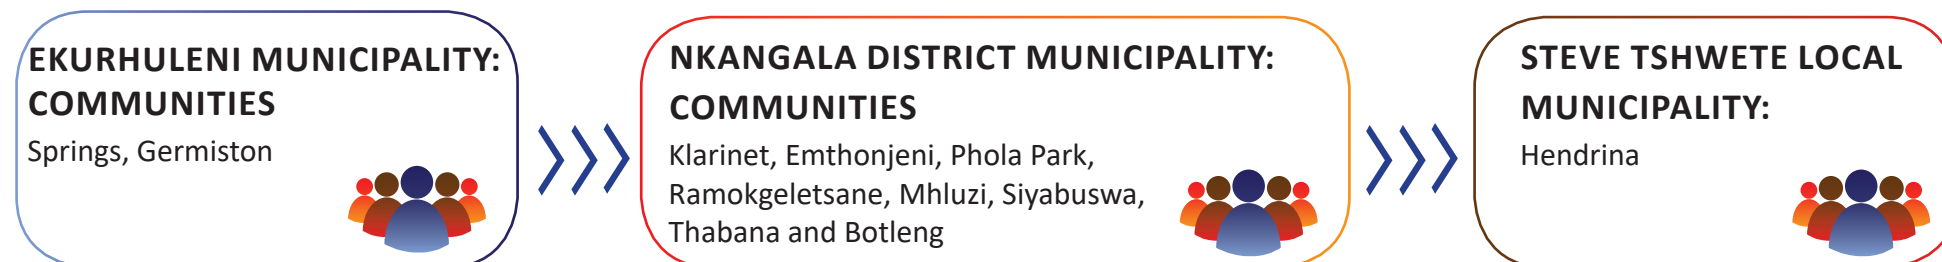 EKURHULENI MUNICIPALITY:
COMMUNITIES
Springs, Germiston
NKANGALA DISTRICT MUNICIPALITY:
COMMUNITIES
Klarinet, Emthonjeni, Phola Park,
Ramokgeletsane, Mhluzi, Siyabuswa,
Thabana and Botleng
STEVE TSHWETE LOCAL
MUNICIPALITY:
Hendrina